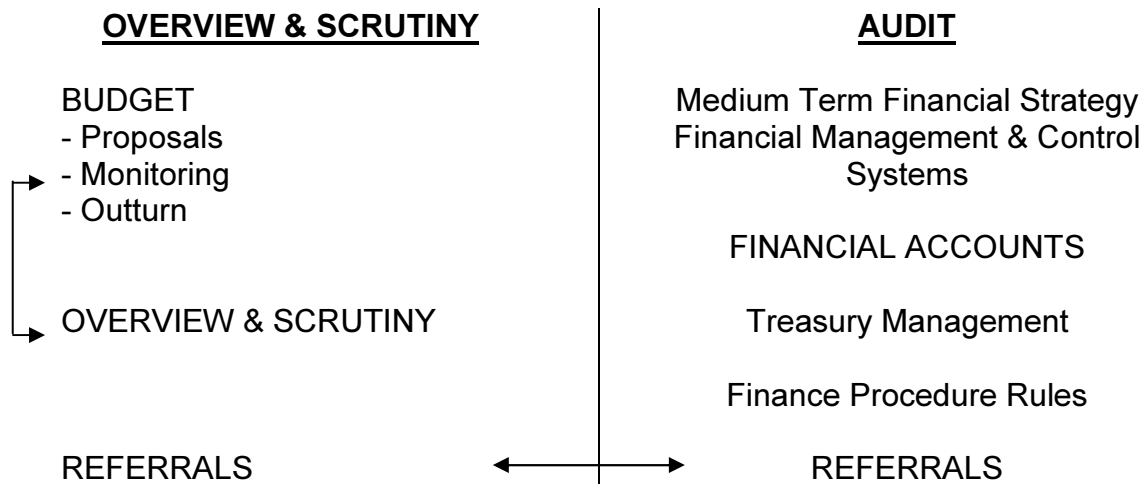 OVERVIEW & SCRUTINY
BUDGET
- Proposals
- Monitoring
- Outturn
OVERVIEW & SCRUTINY
REFERRALS
AUDIT
Medium Term Financial Strategy
Financial Management & Control
Systems
FINANCIAL ACCOUNTS
Treasury Management
Finance Procedure Rules
REFERRALS